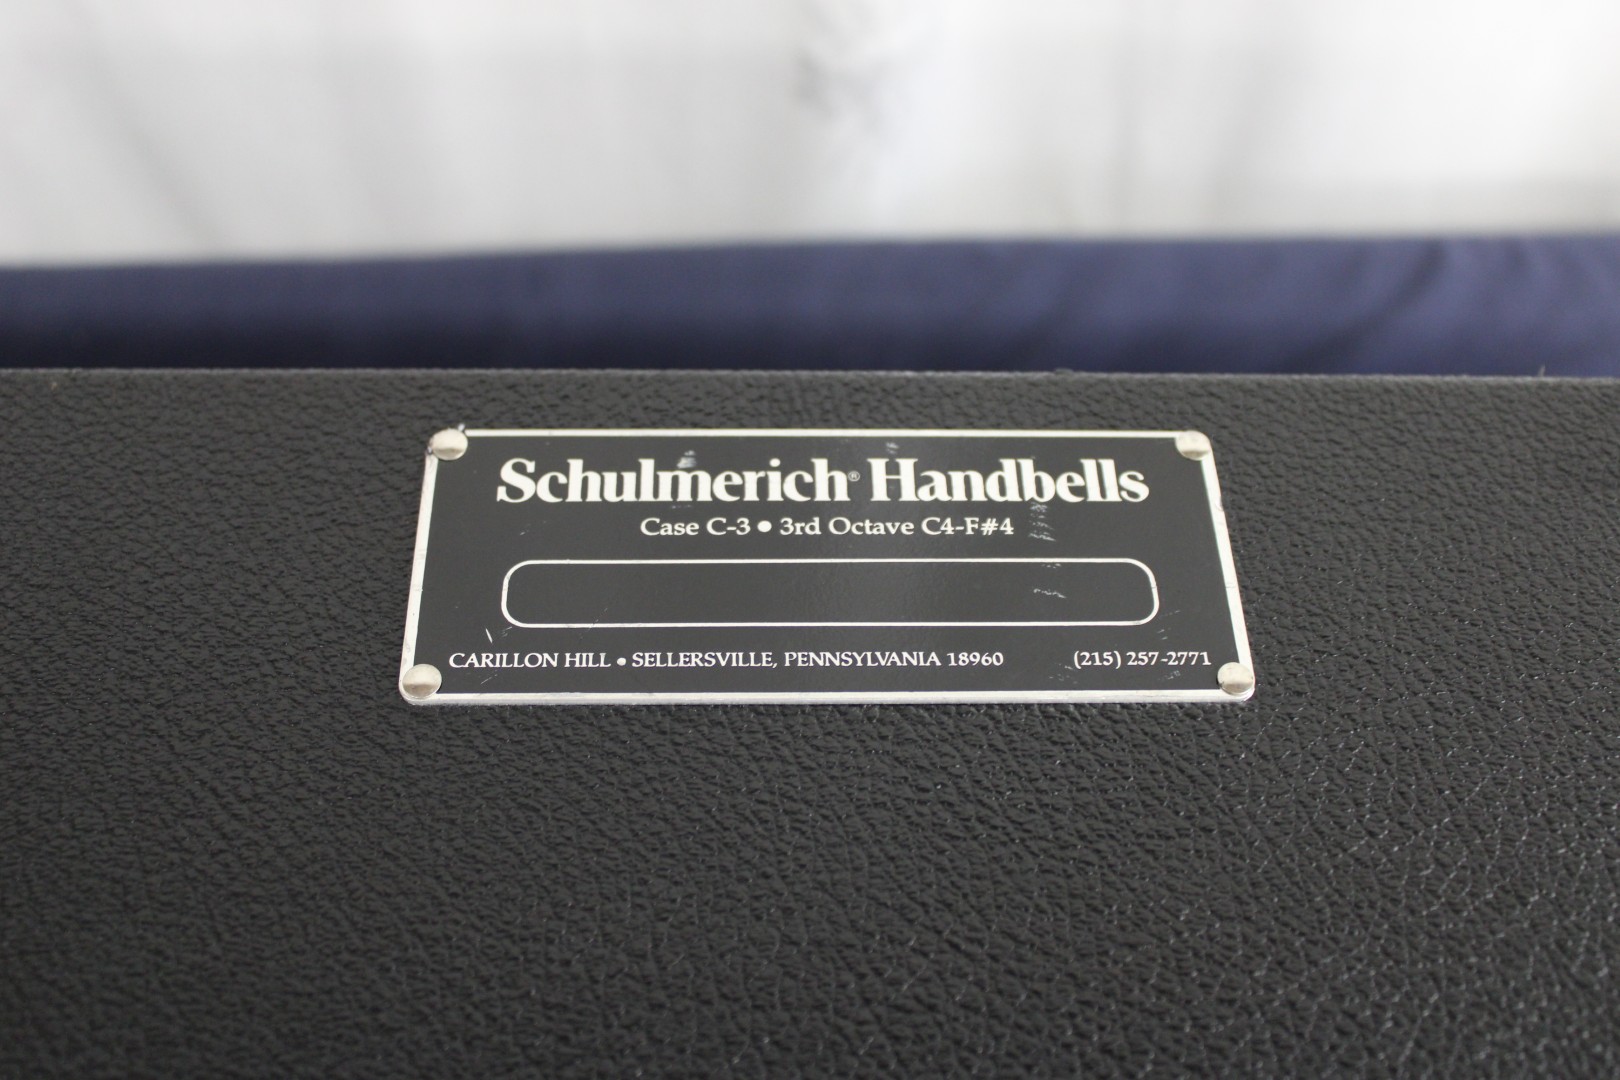 Schulmerich® Handbells
Case C-3 ● 3rd Octave C4-F#4
CARILLON HILL ● SELLERSVILLE, PENNSYLVANIA 18960 (215) 257-2771